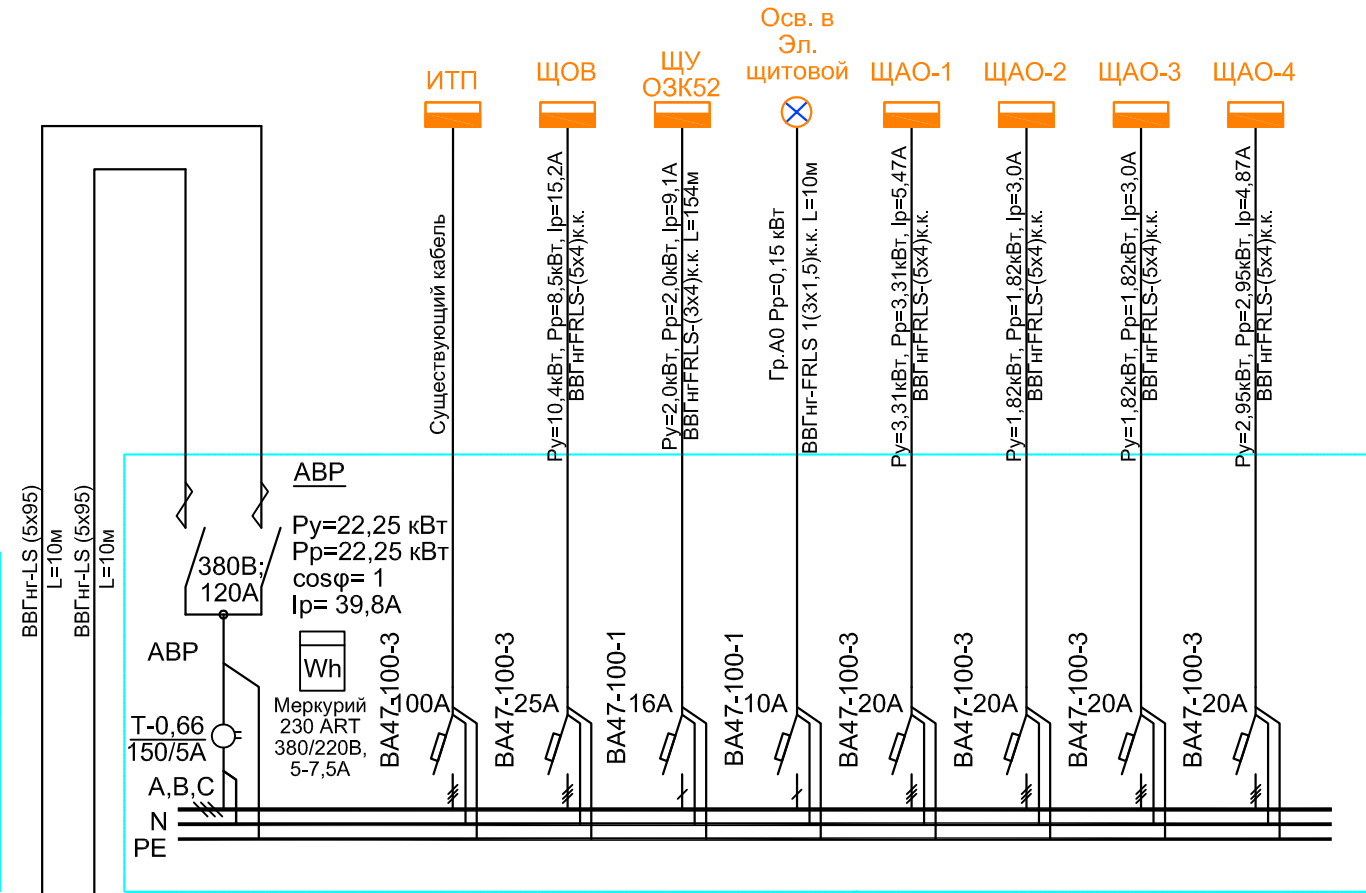 ИТП
ЩОВ
ЩУ
ОЗК52
Осв. в
Эл.
щитовой
ЩАО-1
ЩАО-2
ЩАО-3
ЩАО-4
Существующий кабель
Ру=10,4кВт, Рр=8,5кВт, Iр=15,2А
ВВГнгFRLS-(5х4)к.к.
Ру=2,0кВт, Рр=2,0кВт, Iр=9,1А
ВВГнгFRLS-(3х4)к.к. L=154м
Гр.А0 Рр=0,15 кВт
ВВГнг-FRLS 1(3х1,5)к.к. L=10м
Ру=3,31кВт, Рр=3,31кВт, Iр=5,47А
ВВГнгFRLS-(5х4)к.к.
Ру=1,82кВт, Рр=1,82кВт, Iр=3,0А
ВВГнгFRLS-(5х4)к.к.
Ру=1,82кВт, Рр=1,82кВт, Iр=3,0А
ВВГнгFRLS-(5х4)к.к.
Ру=2,95кВт, Рр=2,95кВт, Iр=4,87А
ВВГнгFRLS-(5х4)к.к.
ВВГнг-LS (5х95)
L=10м
ВВГнг-LS (5х95)
L=10м
АВР
Ру=22,25 кВт
Рр=22,25 кВт
cosφ= 1
Iр= 39,8А
380В;
120А
АВР
Wh
Меркурий
230 ART
380/220В,
5-7,5А
Т-0,66
150/5А
А,В,С
N
PE
ВА47-100-3
100А
ВА47-100-3
25А
ВА47-100-1
16А
ВА47-100-1
10А
ВА47-100-3
20А
ВА47-100-3
20А
ВА47-100-3
20А
ВА47-100-3
20А